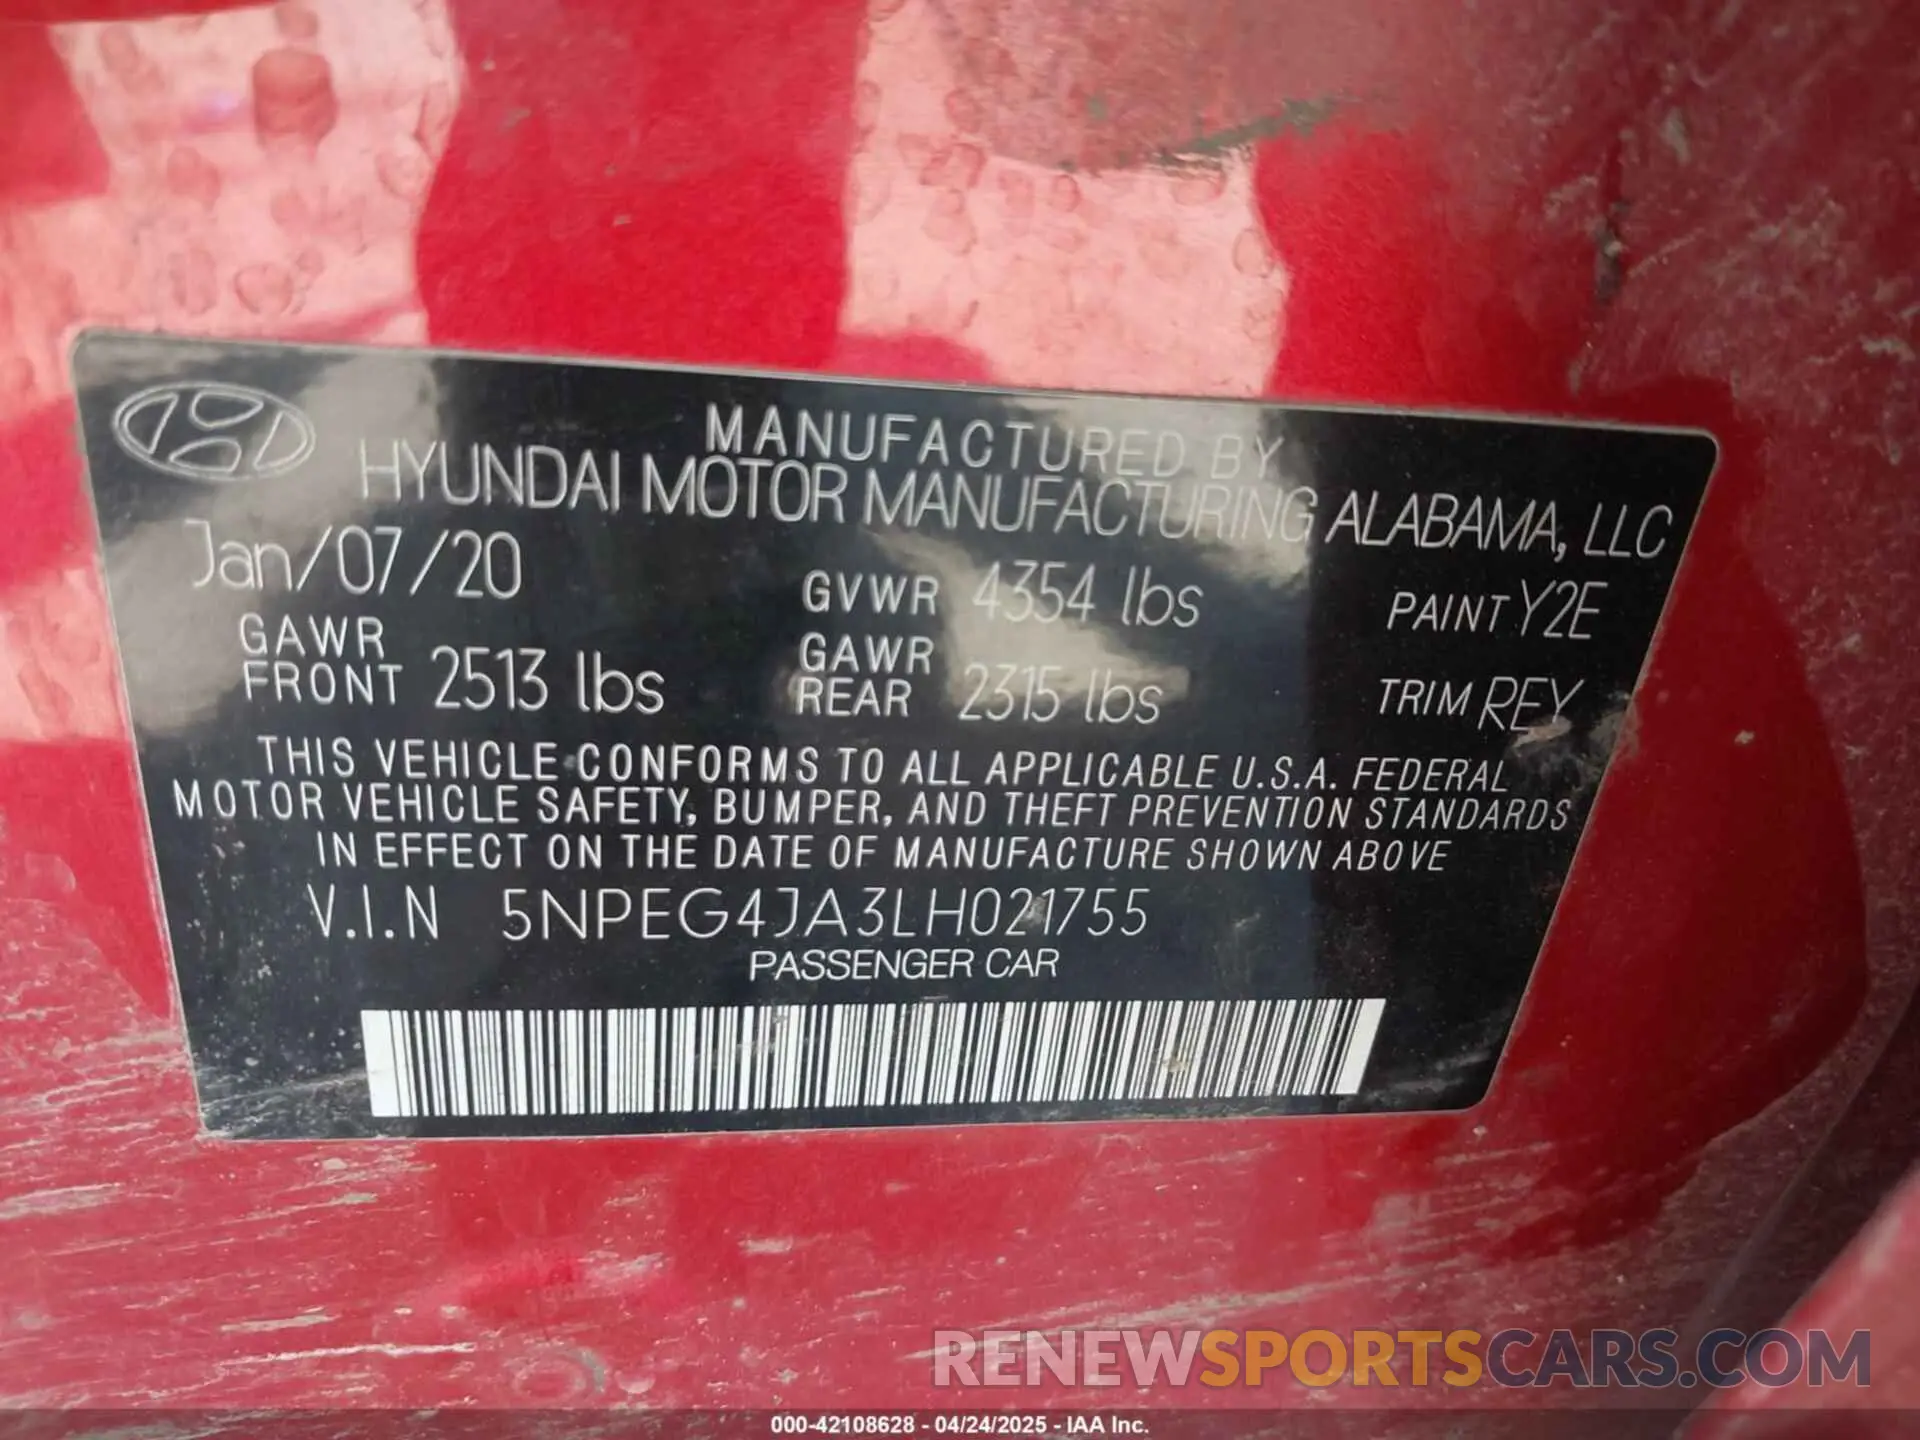 MANUFACTURED BY
HYUNDAI MOTOR MANUFACTURING ALABAMA, LLC
Jan/07/20
GVWR 4354 lbs
PAINT Y2E
GAWR
FRONT 2513 lbs
GAWR
REAR 2315 lbs
TRIM REY
THIS VEHICLE CONFORMS TO ALL APPLICABLE U.S.A. FEDERAL
MOTOR VEHICLE SAFETY, BUMPER, AND THEFT PREVENTION STANDARDS
IN EFFECT ON THE DATE OF MANUFACTURE SHOWN ABOVE
V.I.N 5NPEG4JA3LH021755
PASSENGER CAR
RENEWSPORTSCARS.COM
000-42108628 - 04/24/2025 - IAA Inc.